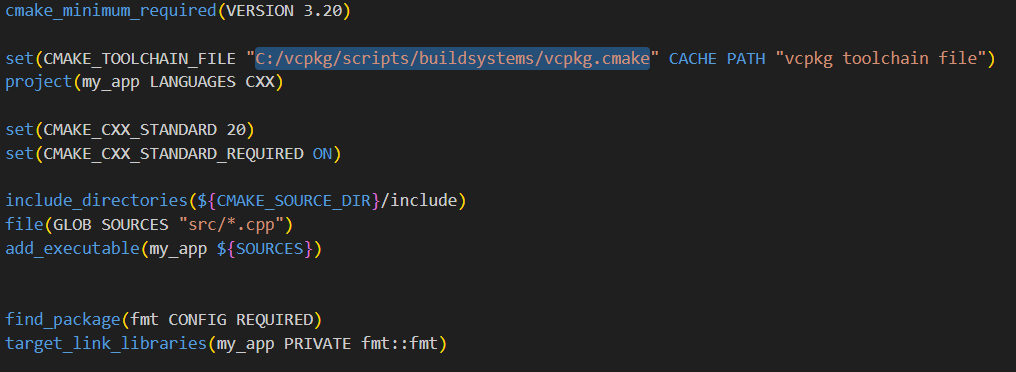 cmake_minimum_required(VERSION 3.20)
set(CMAKE_TOOLCHAIN_FILE "C:/vcpkg/scripts/buildsystems/vcpkg.cmake" CACHE PATH "vcpkg toolchain file")
project(my_app LANGUAGES CXX)
set(CMAKE_CXX_STANDARD 20)
set(CMAKE_CXX_STANDARD_REQUIRED ON)
include_directories(${CMAKE_SOURCE_DIR}/include)
file(GLOB SOURCES "src/*.cpp")
add_executable(my_app ${SOURCES})
find_package(fmt CONFIG REQUIRED)
target_link_libraries(my_app PRIVATE fmt::fmt)